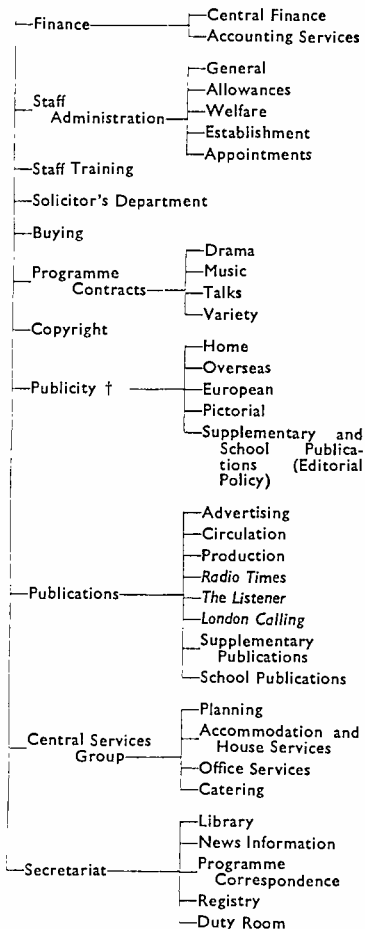 Finance
Central Finance
Accounting Services
Staff
Administration
General
Allowances
Welfare
Establishment
Appointments
Staff Training
Solicitor's Department
Buying
Programme
Contracts
Drama
Music
Talks
Variety
Copyright
Publicity †
Home
Overseas
European
Pictorial
Supplementary and
School Publica-
tions (Editorial
Policy)
Publications
Advertising
Circulation
Production
Radio Times
The Listener
London Calling
Supplementary
Publications
School Publications
Central Services
Group
Planning
Accommodation and
House Services
Office Services
Catering
Secretariat
Library
News Information
Programme
Correspondence
Registry
Duty Room